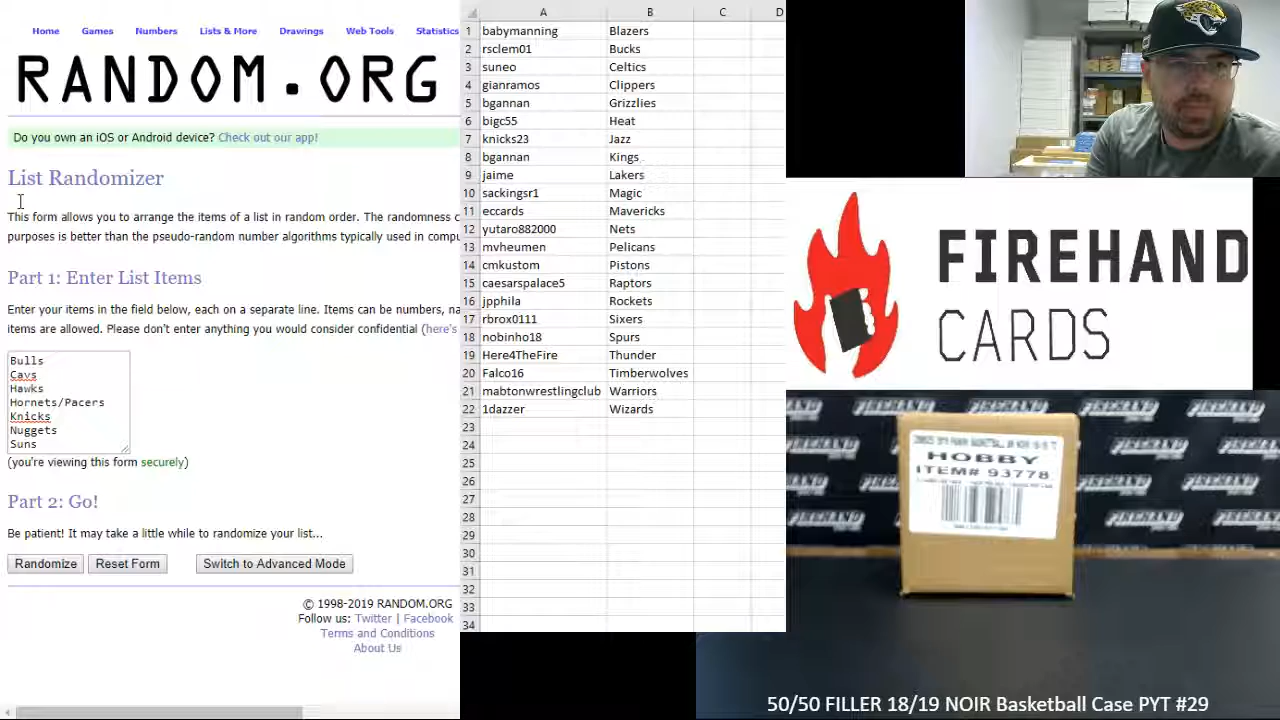 Home Games Numbers Lists & More Drawings Web Tools Statistics
RANDOM.ORG
Do you own an iOS or Android device? Check out our app!
List Randomizer
This form allows you to arrange the items of a list in random order. The randomness c
purposes is better than the pseudo-random number algorithms typically used in compu
Part 1: Enter List Items
Enter your items in the field below, each on a separate line. Items can be numbers, na
items are allowed. Please don't enter anything you would consider confidential (here's
Bulls
Cavs
Hawks
Hornets/Pacers
Knicks
Nuggets
Suns
(you're viewing this form securely)
Part 2: Go!
Be patient! It may take a little while to randomize your list...
Randomize Reset Form Switch to Advanced Mode
© 1998-2019 RANDOM.ORG
Follow us: Twitter | Facebook
Terms and Conditions
About Us
A B C D
1 babymanning Blazers
2 rsclem01 Bucks
3 suneo Celtics
4 gianramos Clippers
5 bgannan Grizzlies
6 bigc55 Heat
7 knicks23 Jazz
8 bgannan Kings
9 jaime Lakers
10 sackingsr1 Magic
11 eccards Mavericks
12 yutaro882000 Nets
13 mvheumen Pelicans
14 cmkustom Pistons
15 caesarspalace5 Raptors
16 jpphila Rockets
17 rbrox0111 Sixers
18 nobinho18 Spurs
19 Here4TheFire Thunder
20 Falco16 Timberwolves
21 mabtonwrestlingclub Warriors
22 1dazzer Wizards
23
24
25
26
27
28
29
30
31
32
33
34
FIREHAND
CARDS
HOBBY
ITEM# 93778
50/50 FILLER 18/19 NOIR Basketball Case PYT #29